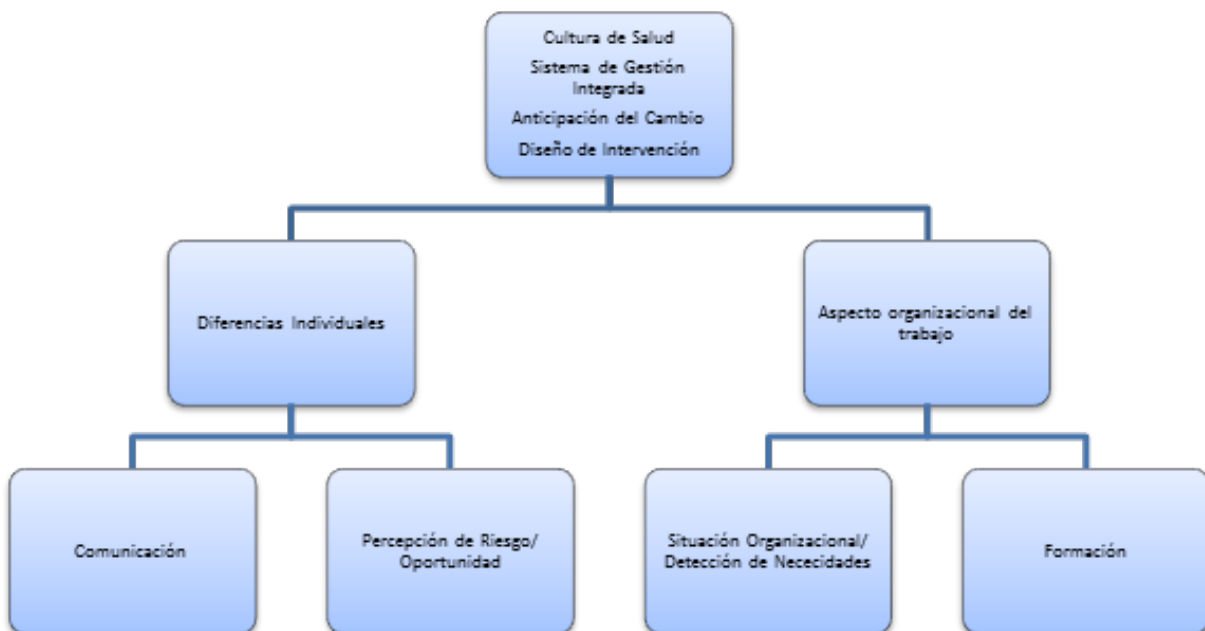 Cultura de Salud
Sistema de Gestión
Integrada
Anticipación del Cambio
Diseño de Intervención
Diferencias Individuales
Aspecto organizacional del
trabajo
Comunicación
Percepción de Riesgo/
Oportunidad
Situación Organizacional/
Detección de Nececidades
Formación